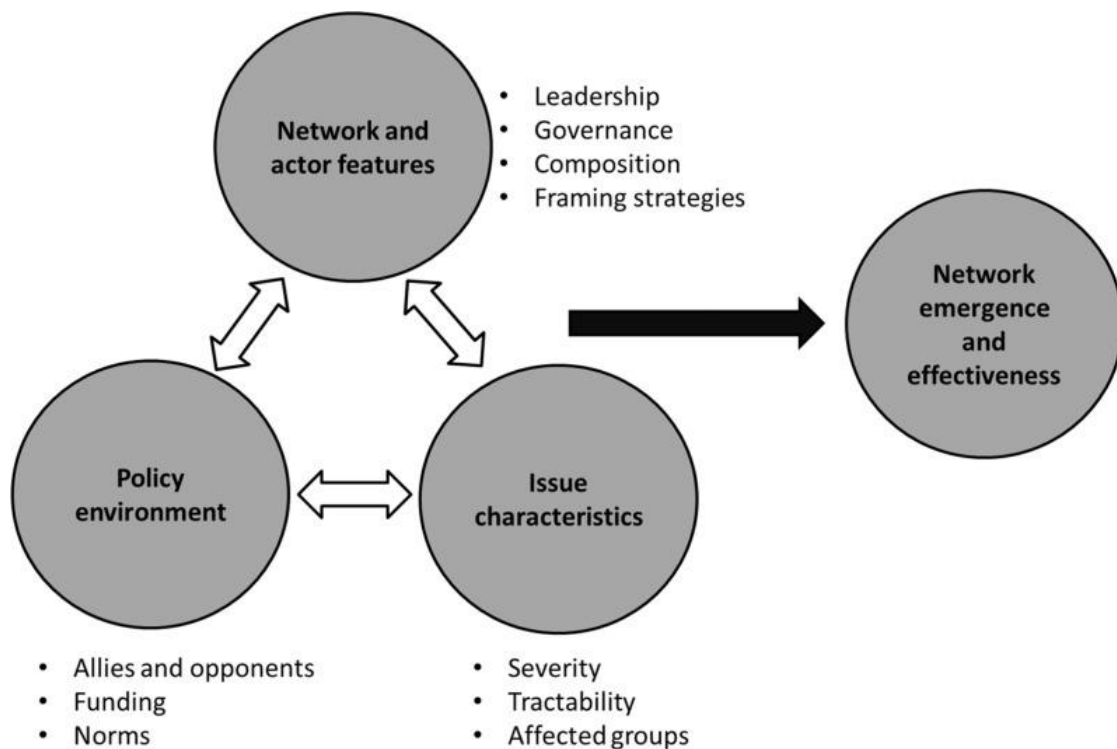 Network and
actor features
• Leadership
• Governance
• Composition
• Framing strategies
Network
emergence
and
effectiveness
Policy
environment
Issue
characteristics
• Allies and opponents
• Funding
• Norms
• Severity
• Tractability
• Affected groups